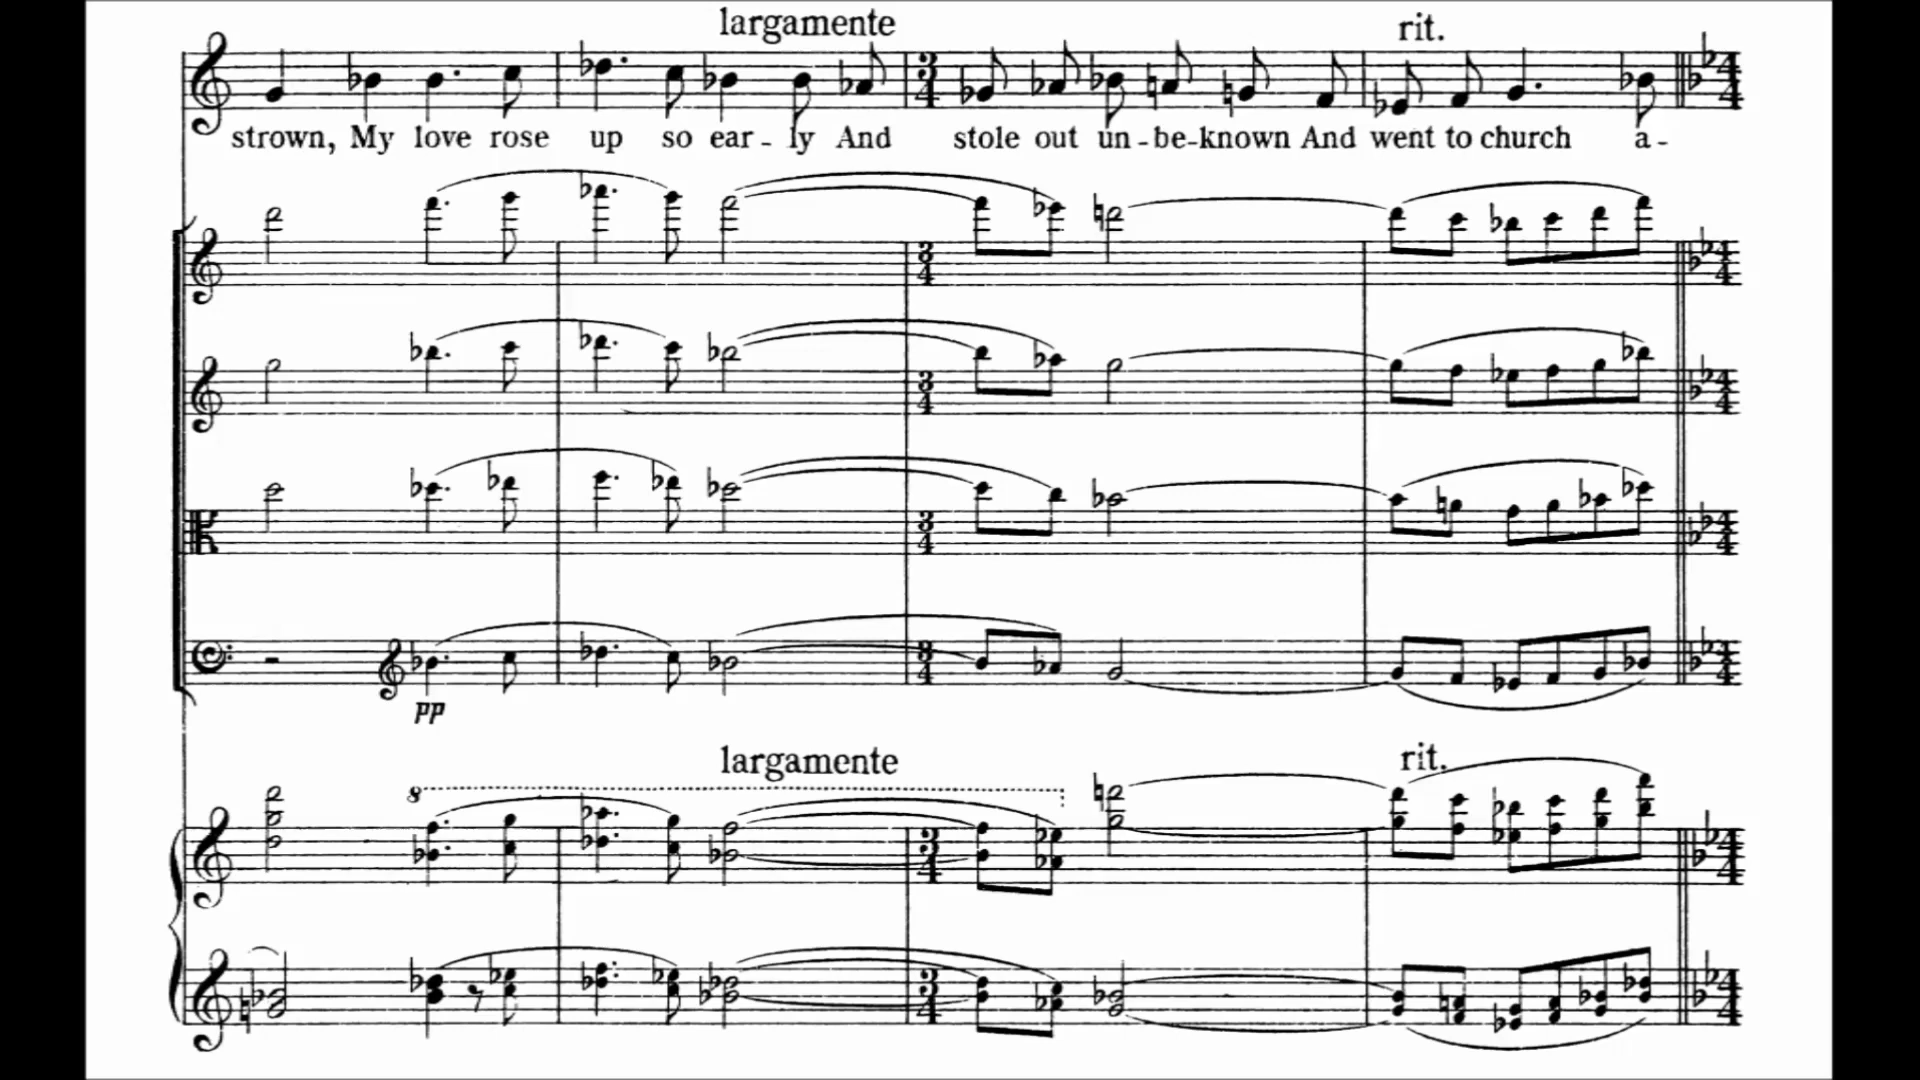 largamente
rit.
strown, My love rose up so ear - ly And stole out un - be - known And went to church a -
pp
largamente
rit.
8